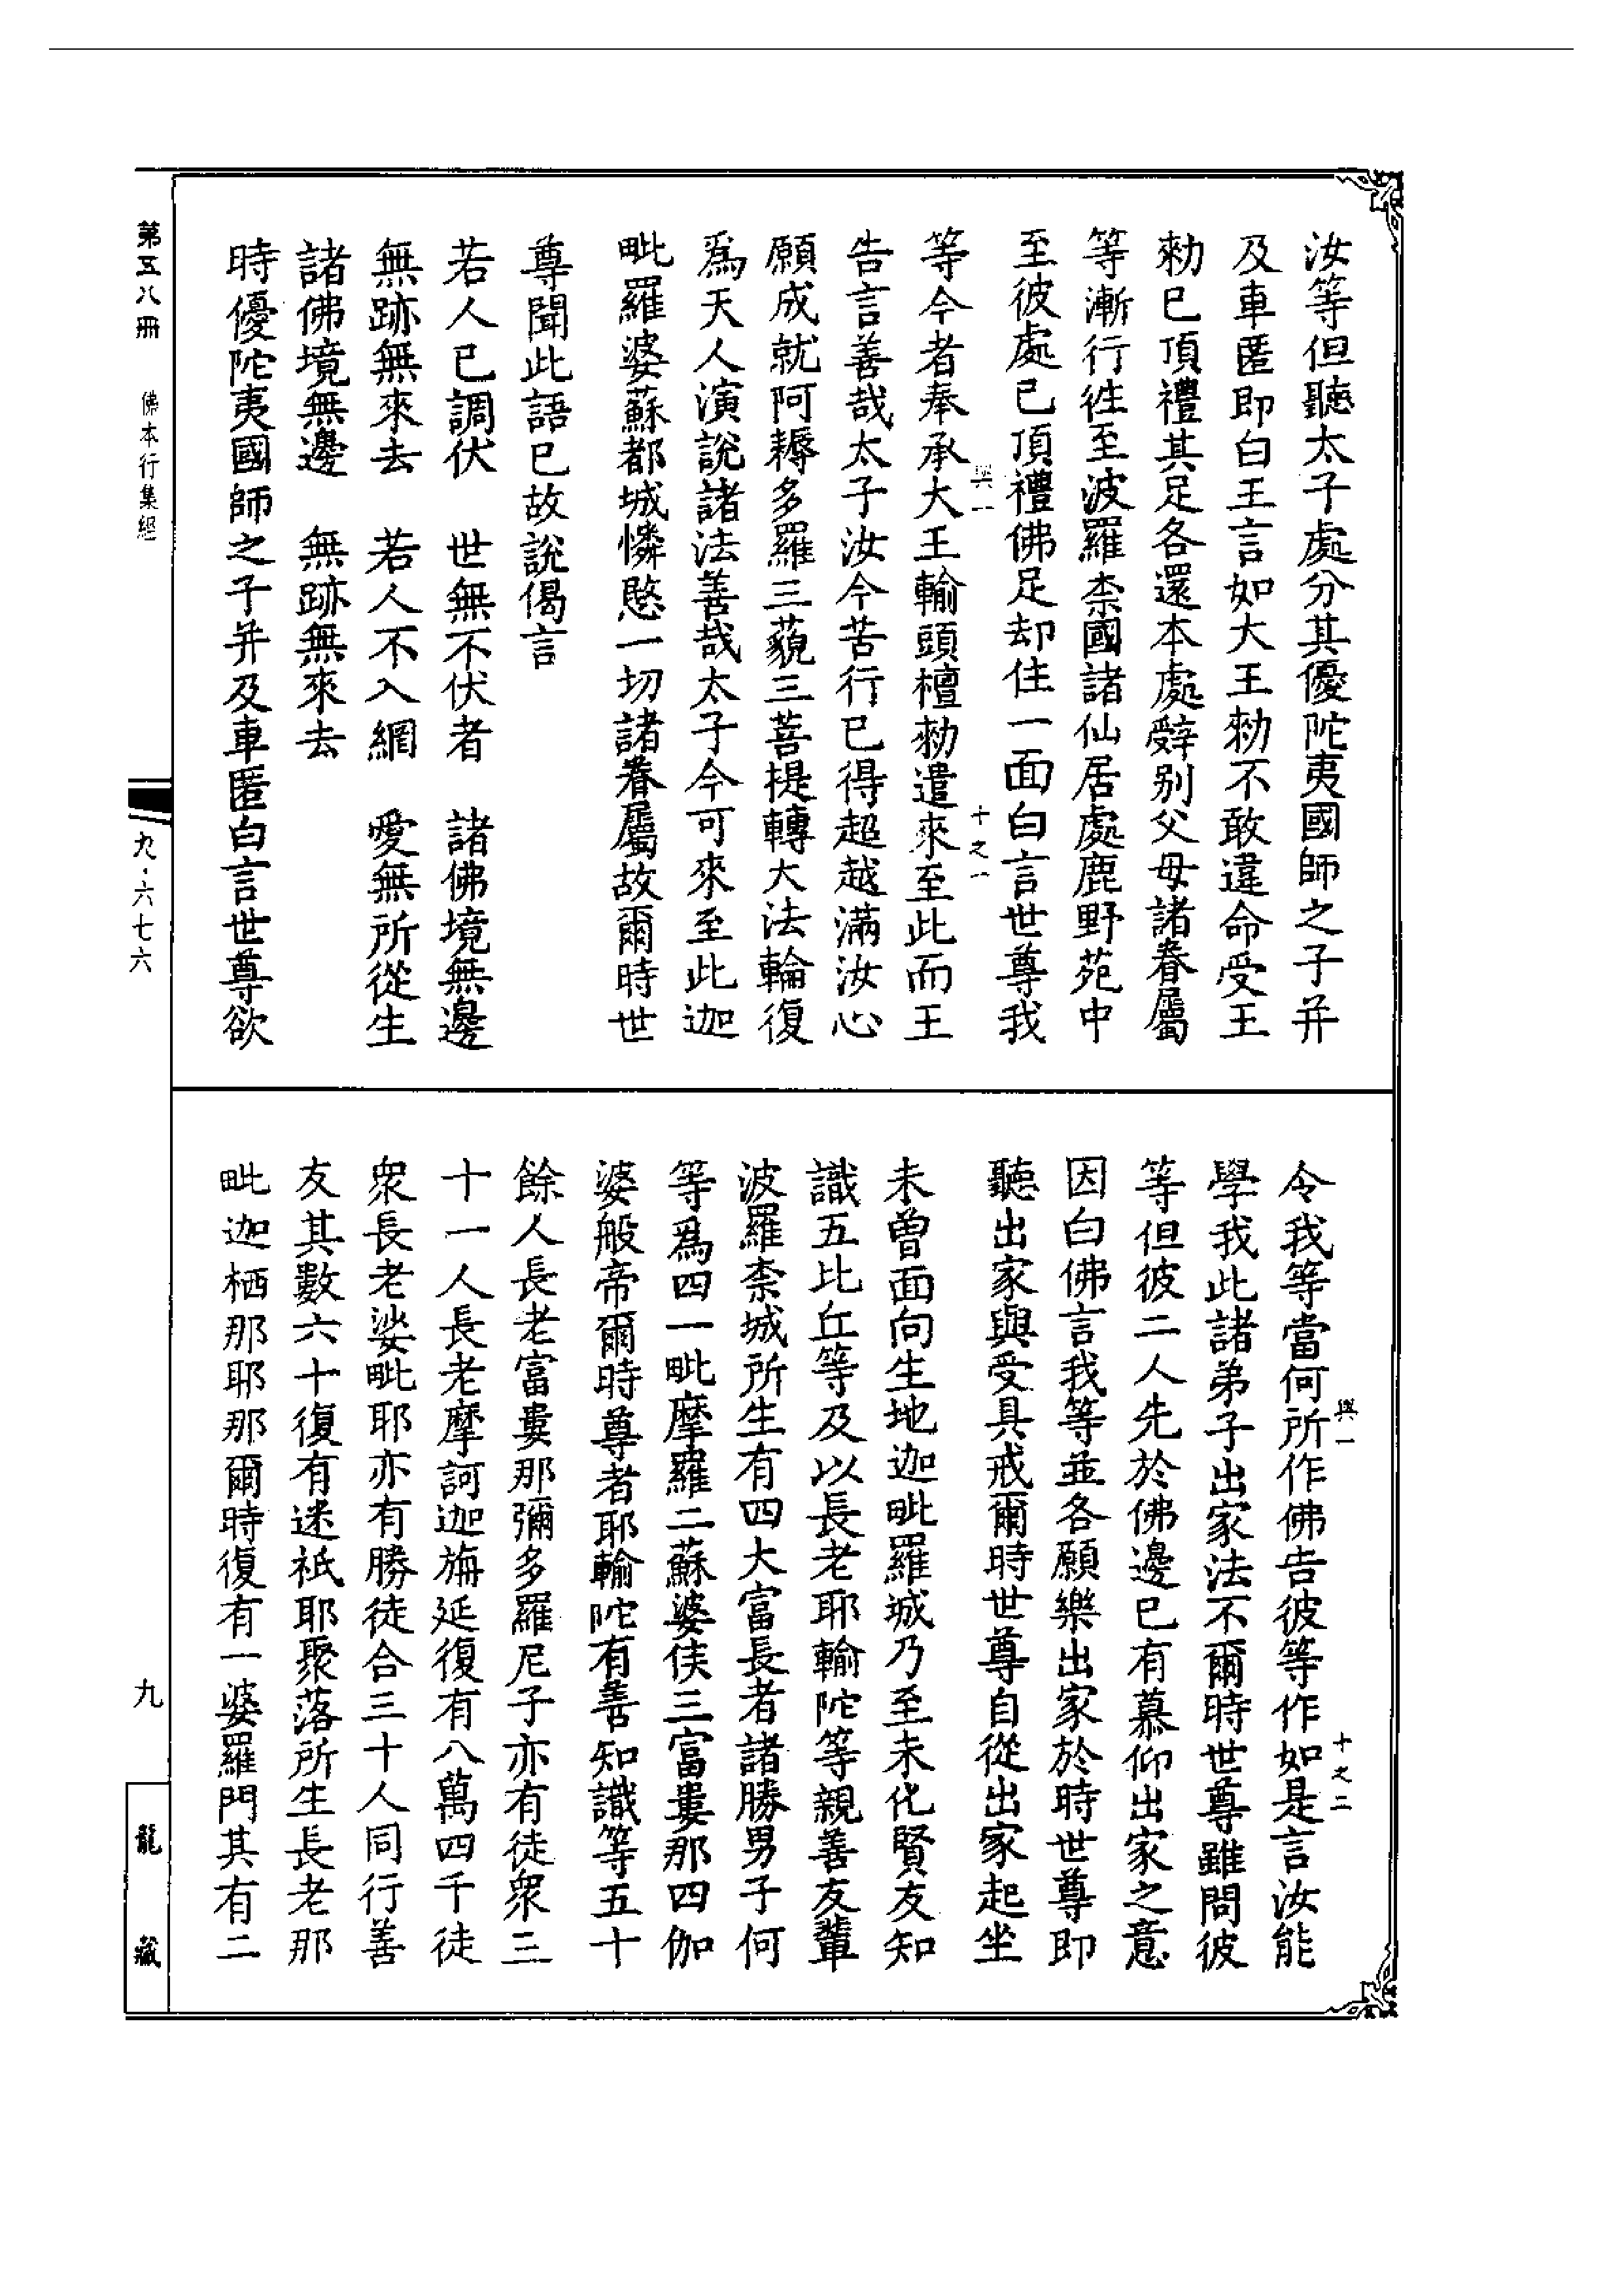 汝等但聽太子處分其優陀夷國師之子并
及車匿即白王言如大王勑不敢違命受王
勑已頂禮其足各還本處辤别父母諸眷屬
等漸行徃至波羅柰國諸仙居處鹿野苑中
至彼處已頂禮佛足却住一面白言世尊我
興一
十之一
等今者奉承大王輸頭檀勑遣來至此而王
告言善哉太子汝今苦行已得超越滿汝心
願成就阿耨多羅三藐三菩提轉大法輪復
爲天人演說諸法善哉太子今可來至此迦
毗羅婆蘇都城憐愍一切諸眷屬故爾時世
尊聞此語已故說偈言
若人已調伏　世無不伏者　諸佛境無邊
無跡無來去　若人不入網　愛無所從生
諸佛境無邊　無跡無來去
時優陀夷國師之子并及車匿白言世尊欲
興一
十之二
令我等當何所作佛告彼等作如是言汝能
學我此諸弟子出家法不爾時世尊雖問彼
等但彼二人先於佛邊已有慕仰出家之意
因白佛言我等並各願樂出家於時世尊即
聽出家與受具戒爾時世尊自從出家起坐
未曾面向生地迦毗羅城乃至未化賢友知
識五比丘等及以長老耶輸陀等親善友輩
波羅柰城所生有四大富長者諸勝男子何
等爲四一毗摩羅二蘇婆侯三富婁那四伽
婆般帝爾時尊者耶輸陀有善知識等五十
餘人長老富婁那彌多羅尼子亦有徒衆三
十一人長老摩訶迦旃延復有八萬四千徒
衆長老娑毗耶亦有勝徒合三十人同行善
友其數六十復有迷祇耶聚落所生長老那
毗迦栖那耶那爾時復有一婆羅門其有二
第五八冊　佛本行集經
九·六七六
九
龍藏